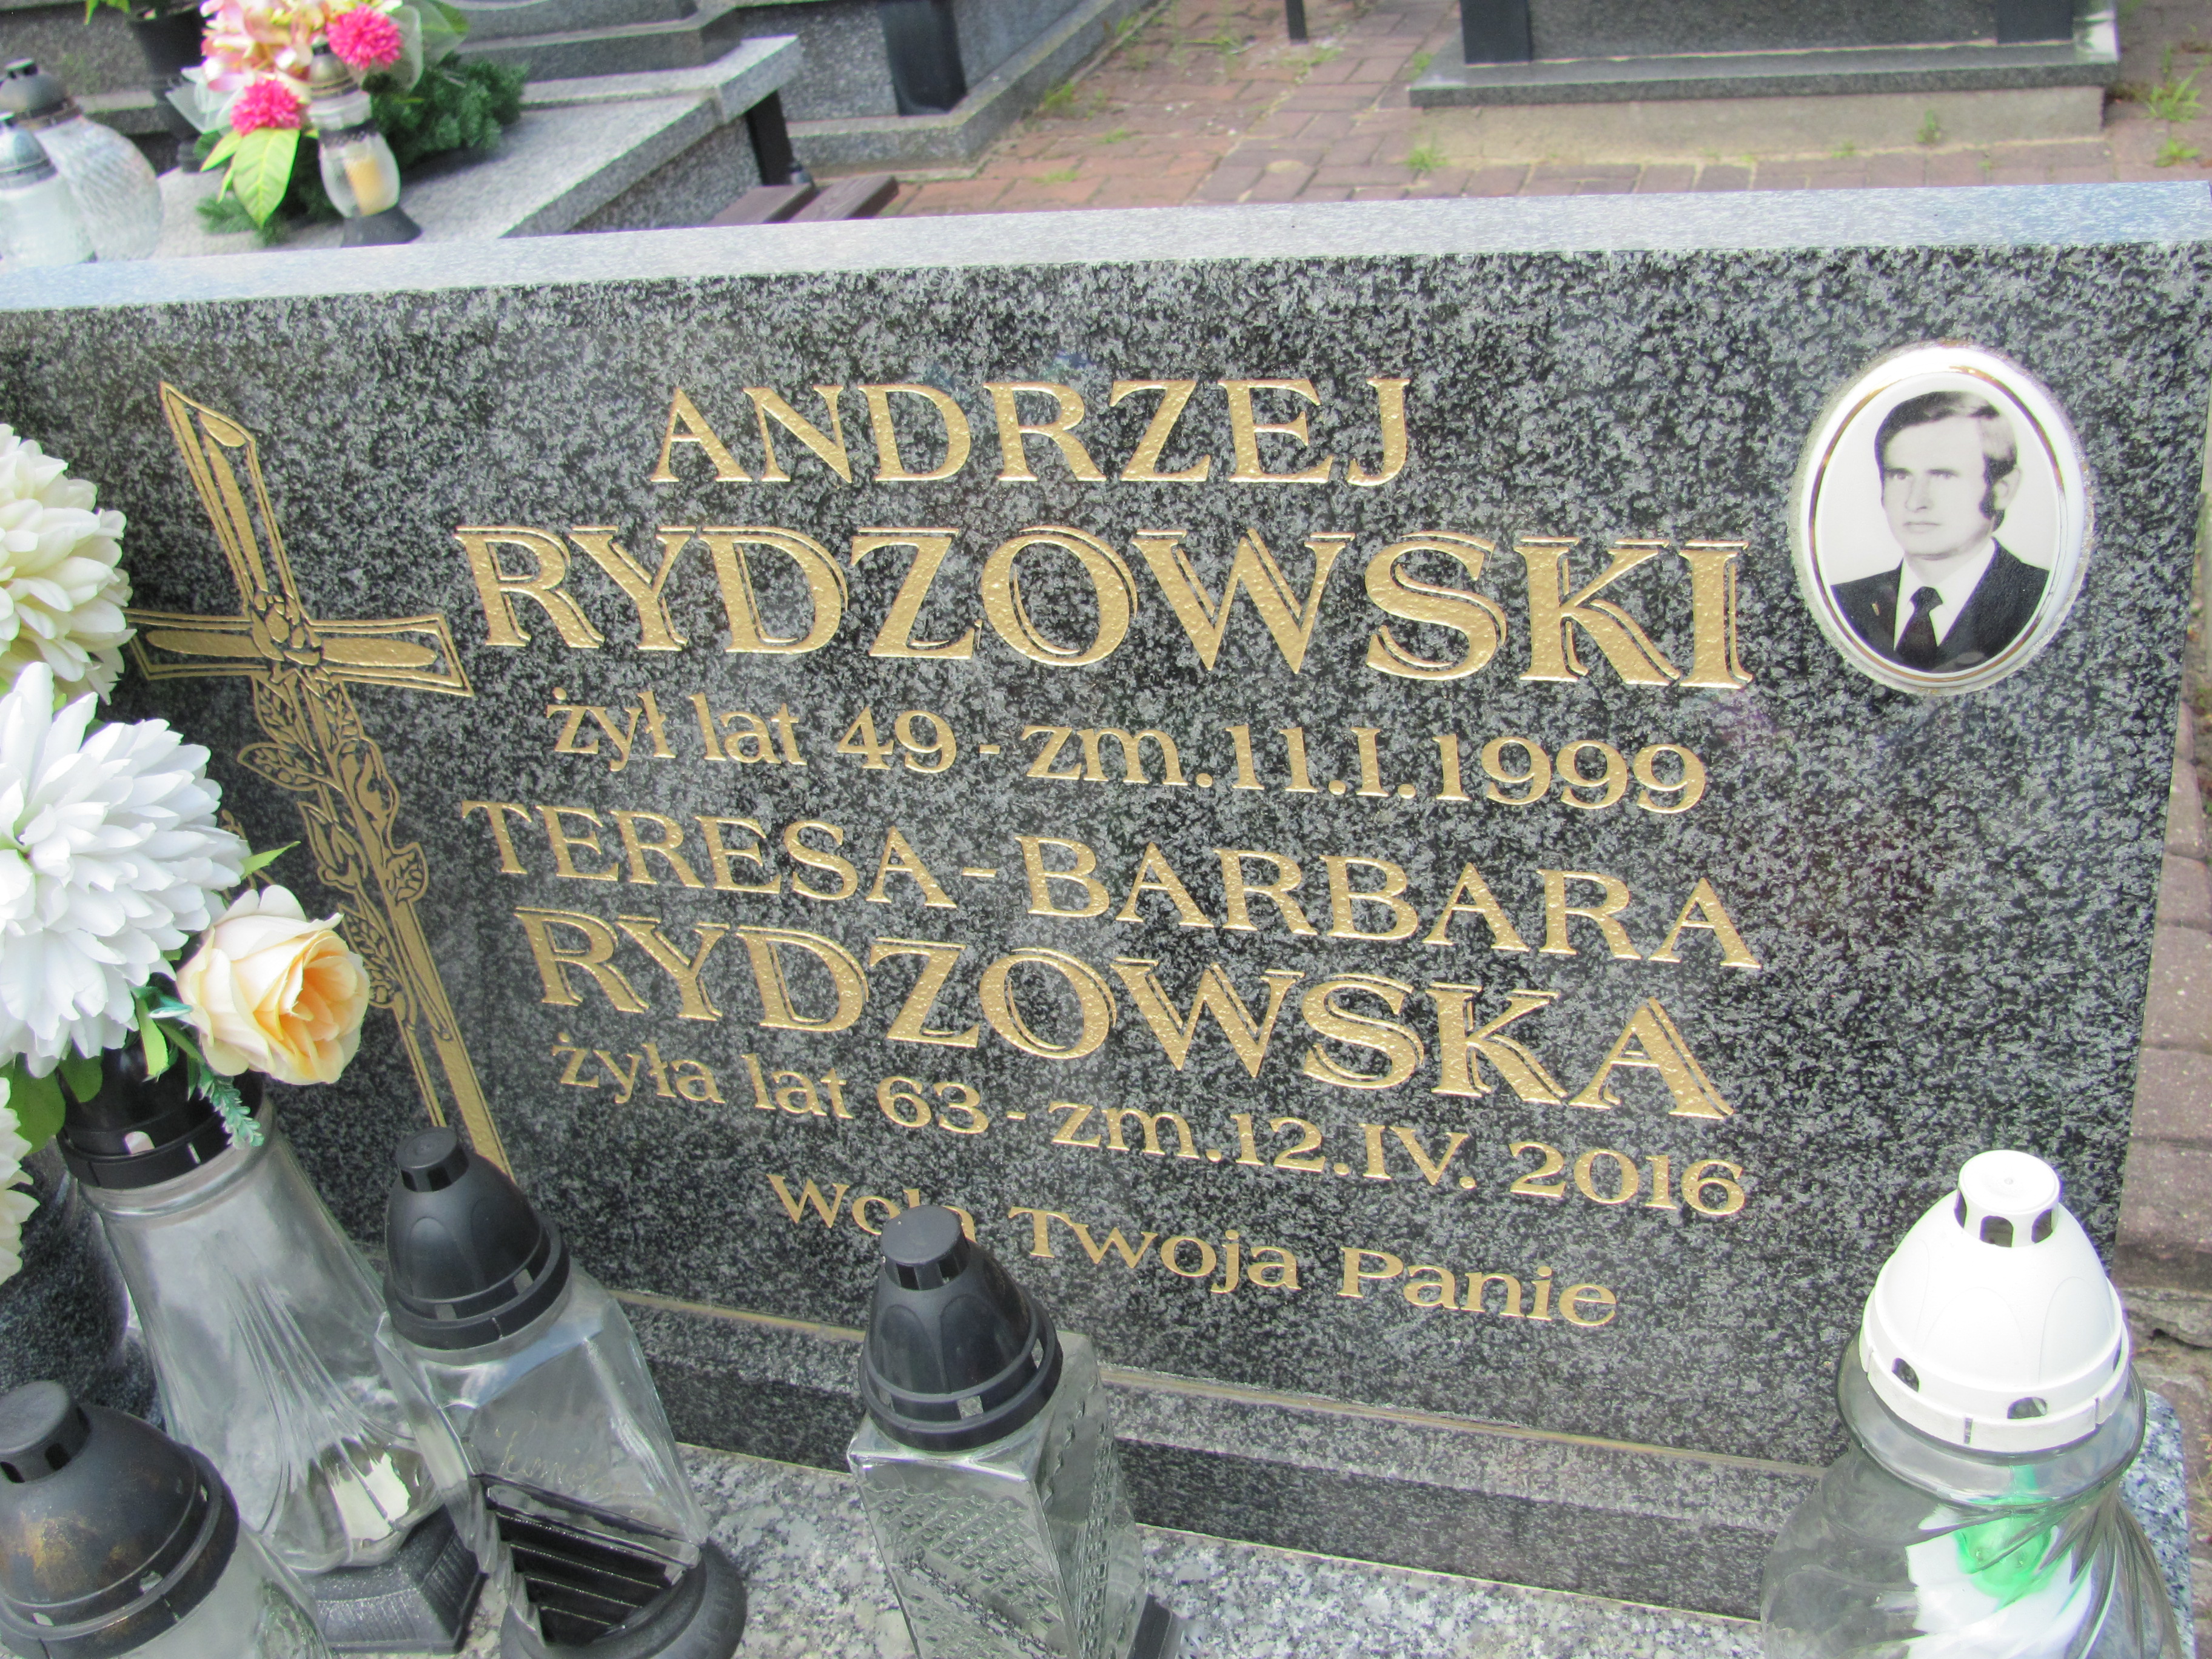 ANDRZEJ
RYDZOWSKI
żył lat 49 - zm. 11. I. 1999
TERESA - BARBARA
RYDZOWSKA
żyła lat 63 - zm. 12. IV. 2016
Wola Twoja Panie